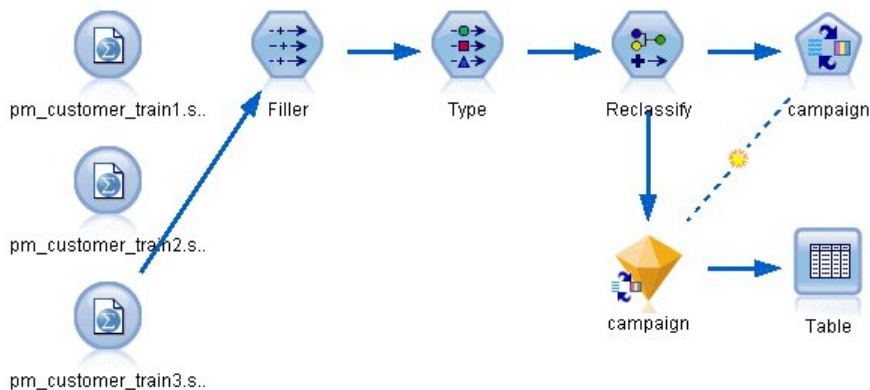 pm_customer_train1.s..
Filler
Type
Reclassify
campaign
pm_customer_train2.s..
campaign
Table
pm_customer_train3.s..